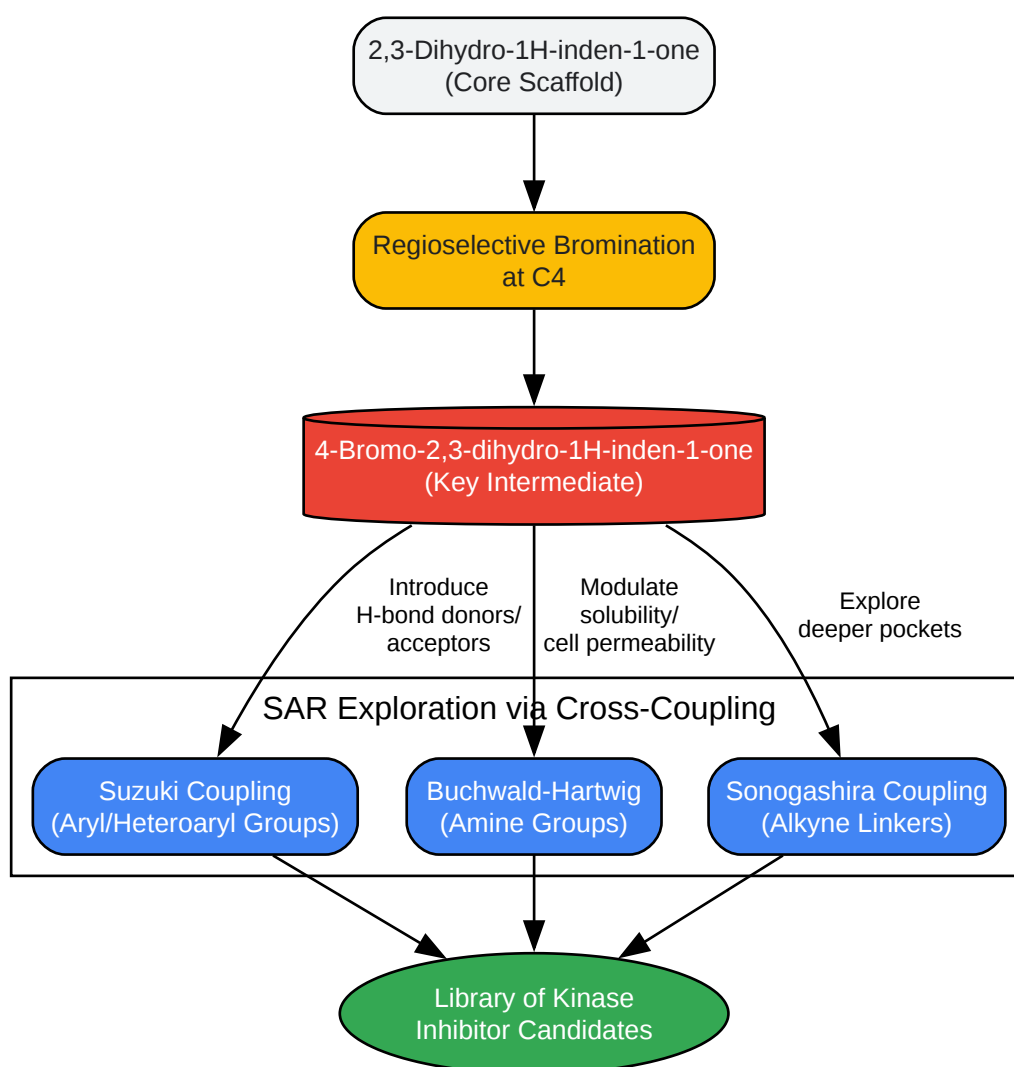 2,3-Dihydro-1H-inden-1-one
(Core Scaffold)
Regioselective Bromination
at C4
4-Bromo-2,3-dihydro-1H-inden-1-one
(Key Intermediate)
Introduce
H-bond donors/
acceptors
Modulate
solubility/
cell permeability
Explore
deeper pockets
SAR Exploration via Cross-Coupling
Suzuki Coupling
(Aryl/Heteroaryl Groups)
Buchwald-Hartwig
(Amine Groups)
Sonogashira Coupling
(Alkyne Linkers)
Library of Kinase
Inhibitor Candidates